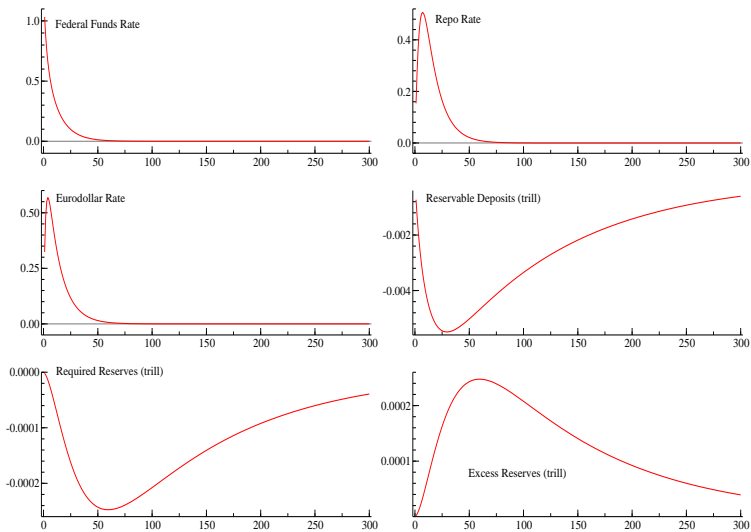 Federal Funds Rate
1.0
0.5
0.0
0 50 100 150 200 250 300
Repo Rate
0.4
0.2
0.0
0 50 100 150 200 250 300
Eurodollar Rate
0.50
0.25
0.00
0 50 100 150 200 250 300
Reservable Deposits (trill)
-0.002
-0.004
0 50 100 150 200 250 300
Required Reserves (trill)
0.0000
-0.0001
-0.0002
0 50 100 150 200 250 300
0.0002
0.0001
Excess Reserves (trill)
0 50 100 150 200 250 300